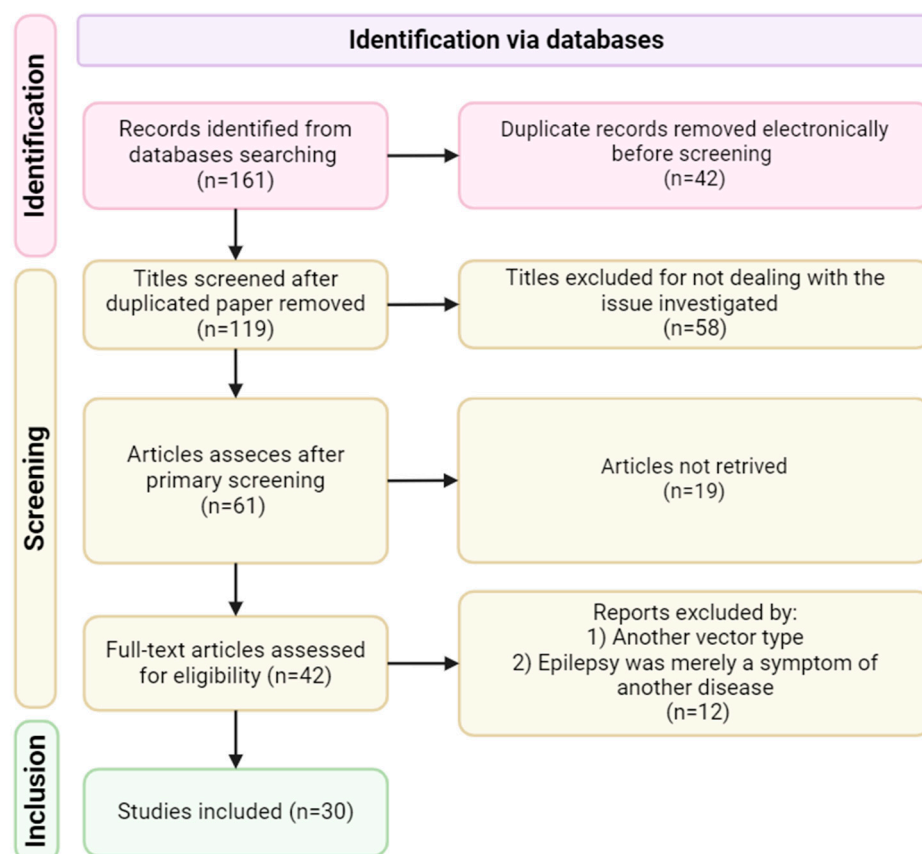 Identification via databases
Identification
Records identified from
databases searching
(n=161)
Duplicate records removed electronically
before screening
(n=42)
Screening
Titles screened after
duplicated paper removed
(n=119)
Titles excluded for not dealing with the
issue investigated
(n=58)
Articles asseces after
primary screening
(n=61)
Articles not retrived
(n=19)
Full-text articles assessed
for eligibility (n=42)
Reports excluded by:
1) Another vector type
2) Epilepsy was merely a symptom of
another disease
(n=12)
Inclusion
Studies included (n=30)